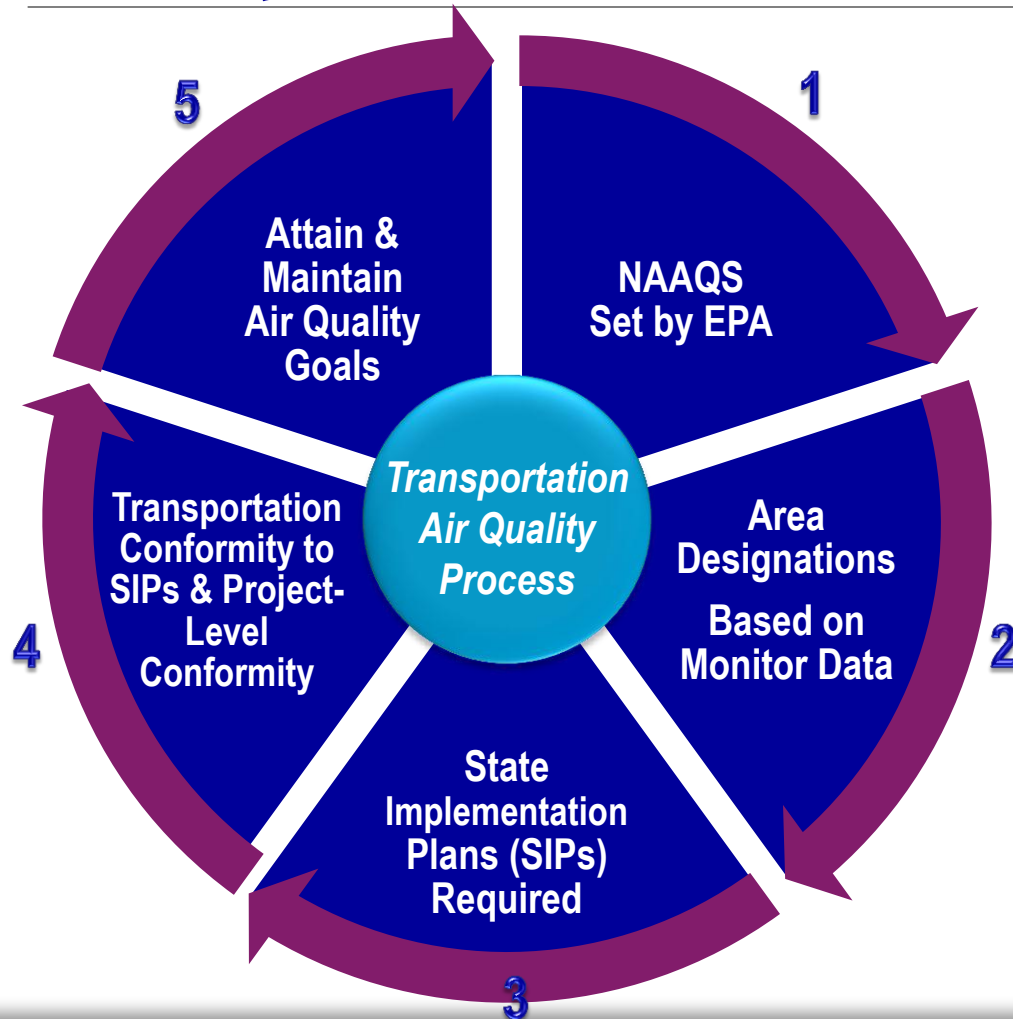 Transportation
Air Quality
Process
1
NAAQS
Set by EPA
2
Area
Designations
Based on
Monitor Data
3
State
Implementation
Plans (SIPs)
Required
4
Transportation
Conformity to
SIPs & Project-
Level
Conformity
5
Attain &
Maintain
Air Quality
Goals